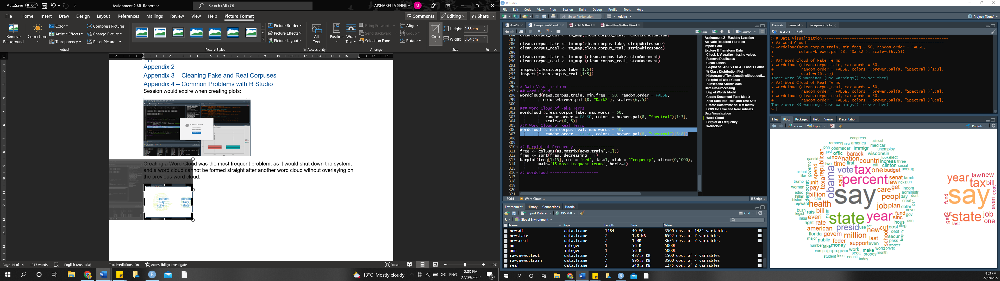 AutoSave Off
Assignment 2 ML Report
Search (Alt+Q)
AISHABELLA SHEIKH AS
File Home Insert Draw Design Layout References Mailings Review View Help Picture Format
Comments Editing Share
Remove Background
Corrections
Color
Artistic Effects
Transparency
Compress Pictures
Change Picture
Reset Picture
Adjust
Picture Styles
Picture Border
Picture Effects
Picture Layout
Alt Text
Accessibility
Position
Wrap Text
Bring Forward
Send Backward
Selection Pane
Align
Group
Rotate
Arrange
Crop
Height: 2.65 cm
Width: 3.64 cm
Size
Appendix 2
Appendix 3 – Cleaning Fake and Real Corpuses
Appendix 4 – Common Problems with R Studio
Session would expire when creating plots:
Creating a Word Cloud was the most frequent problem, as it would shut down the system,
and a word cloud cannot be formed straight after another word cloud without overlaying on
the previous word cloud.
percent
say
state
year
percen
say
state
Page 14 of 14 1217 words English (Australia) Text Predictions: On Accessibility: Investigate Focus 110%
13°C Mostly cloudy ENG 8:03 PM 27/09/2022 6
RStudio
File Edit Code View Plots Session Build Debug Profile Tools Help
Go to file/function Addins
Project: (None)
Ass2.R Assignment2Final.R 7.3-TM.Rmd Ass2NewMethod.Rmd
Run Source
284 clean.corpus_real <- tm_map(clean.corpus_real, removePunctuation)
285
286 clean.corpus_fake <- tm_map(clean.corpus_fake, stripWhitespace)
287 clean.corpus_real <- tm_map(clean.corpus_real, stripWhitespace)
288
289 clean.corpus_fake <- tm_map (clean.corpus_fake, stemDocument)
290 clean.corpus_real <- tm_map (clean.corpus_real, stemDocument)
291
292 inspect(clean.corpus_fake [1:5])
293 inspect(clean.corpus_real [1:5])
294
295
296 # Data Visualization ----
297 ## Word Cloud----
298 wordcloud(news.corpus.train, min.freq = 50, random.order = FALSE,
299 colors=brewer.pal (8, "Dark2"), scale=c(6,.5))
300
301 ### Word Cloud of Fake Terms
302 wordcloud (clean.corpus_fake, max.words = 50,
303 random.order = FALSE, colors = brewer.pal(8, "Spectral")[1:3],
304 scale=c(6,.5))
305 ### Word Cloud of Real Terms
306 wordcloud (clean.corpus_real, max.words = 50,
307 random.order = FALSE, colors = brewer.pal(8, "Spectral")[6:8])
308
309
310 ## Barplot of Frequency----
311 freq <- colSums(as.matrix(news.train[,-1]))
312 freq <- sort(freq, decreasing = T)
313 barplot(freq[1:15], col = 'red', las=1, xlab = 'Frequency', xlim=c(0,1000),
314 main='15 Most Frequent Terms', horiz=T)
315
316 ## Wordcloud ----
317
318
319
320
321
306:1 Word Cloud R Script
Assignment 2 - Machine Learning
Activate Required Libraries
Import Data
Explore & Transform Data
Check & Visualize missing values
Remove Duplicates
Clean Labels
GGplot of FAKE vs REAL Labels Count
% Class Distribution Plot
Histogram of Text Length without outl...
Boxplot of Word Count
Subset and Shuffle data
Data Pre-Processing
Bag of Words Model
Create Document Term Matrix
Split Data into Train and Test Sets
Create Data frame of DTM matrix
BOW for Fake and Real subsets
Data Visualization
Word Cloud
Barplot of Frequency
Wordcloud
Environment History Connections Tutorial
Import Dataset 195 MiB Grid
R Global Environment
Name Type Length Size Value
newsdf data.frame 1484 40 MB 3500 obs. of 1484 variables
newsfake data.frame 7 1.8 MB 6592 obs. of 7 variables
newsreal data.frame 7 1 MB 3635 obs. of 7 variables
nn integer 1 56 B 5000L
nnn integer 1 56 B 5000L
raw.news.test data.frame 7 487.2 KB 1500 obs. of 7 variables
raw.news.train data.frame 7 995.3 KB 3500 obs. of 7 variables
real data.frame 2 240.2 KB 1275 obs. of 2 variables
Console Terminal Background Jobs
R 4.2.1 · ~/
> # Data Visualization ----
> ## Word Cloud----
> wordcloud(news.corpus.train, min.freq = 50, random.order = FALSE,
+ colors=brewer.pal (8, "Dark2"), scale=c(6,.5))
>
> ### Word Cloud of Fake Terms
> wordcloud (clean.corpus_fake, max.words = 50,
+ random.order = FALSE, colors = brewer.pal(8, "Spectral")[1:3],
+ scale=c(6,.5))
There were 35 warnings (use warnings() to see them)
> ### Word Cloud of Real Terms
> wordcloud (clean.corpus_real, max.words = 50,
+ random.order = FALSE, colors = brewer.pal(8, "Spectral")[5:8])
> wordcloud (clean.corpus_real, max.words = 50,
+ random.order = FALSE, colors = brewer.pal(8, "Spectral")[6:8])
There were 33 warnings (use warnings() to see them)
>
Files Plots Packages Help Viewer Presentation
Zoom Export Publish
congress
romney busi america almost
john obamacar immigr medicar
just offic barack unemploy
candid oil now nation countri wisconsin took elect
two time first increas three
actual governor spend republican citi clinton social
like vote tax one budget averag
trump unit texa obama said percent senat famili
women democrat pay law rick gun
educ billion say care get incom
hillari can peopl administr
histori day dont
rep want health job plan creat per
dollar
bush rais bill near state year fund never
legisl everi sinc gov
insur hous sen
right rate presid use act new cut cost illeg
american debt
florida govern million last school secur taxpay
major public feder pass
number take money support even worker
campaign program work make world privat
scott propos month
student less counti today
year law new
tax bill
fund say everi cost
get cut state job
last one
8:03 PM
27/09/2022